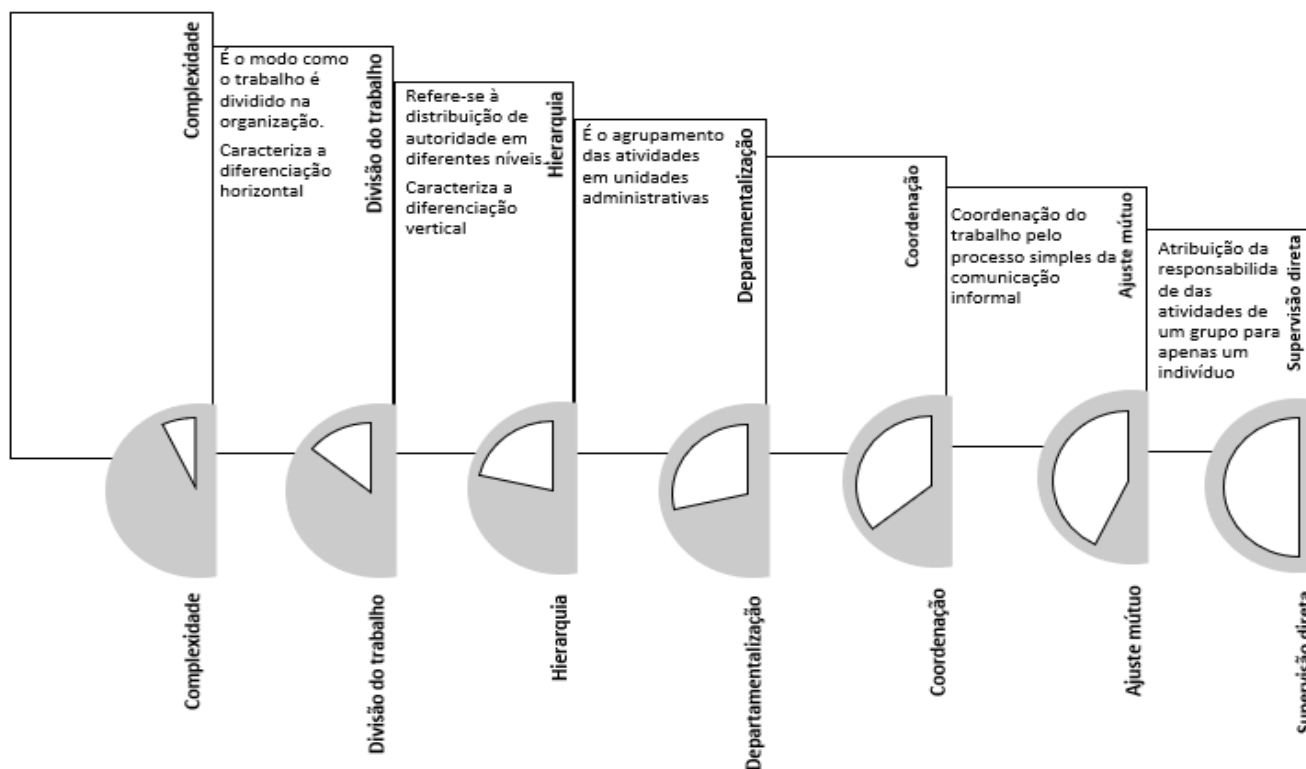 Complexidade
É o modo como
o trabalho é
dividido na
organização.
Caracteriza a
diferenciação
horizontal
Divisão do trabalho
Refere-se à
distribuição de
autoridade em
diferentes níveis.
Caracteriza a
diferenciação
vertical
Hierarquia
É o agrupamento
das atividades
em unidades
administrativas
Departamentalização
Coordenação
Coordenação do
trabalho pelo
processo simples da
comunicação
informal
Ajuste mútuo
Atribuição da
responsabilida
de das
atividades de
um grupo para
apenas um
indivíduo
Supervisão direta
Complexidade
Divisão do trabalho
Hierarquia
Departamentalização
Coordenação
Ajuste mútuo
Supervisão direta